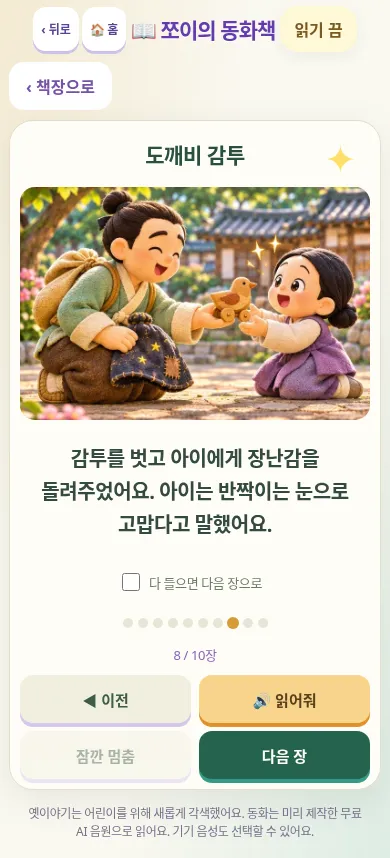 ‹ 뒤로
🏠 홈
📖 쪼이의 동화책
읽기 끔
‹ 책장으로
도깨비 감투
감투를 벗고 아이에게 장난감을
돌려주었어요. 아이는 반짝이는 눈으로
고맙다고 말했어요.
다 들으면 다음 장으로
8 / 10장
◀ 이전
🔊 읽어줘
잠깐 멈춤
다음 장
옛이야기는 어린이를 위해 새롭게 각색했어요. 동화는 미리 제작한 무료
AI 음원으로 읽어요. 기기 음성도 선택할 수 있어요.